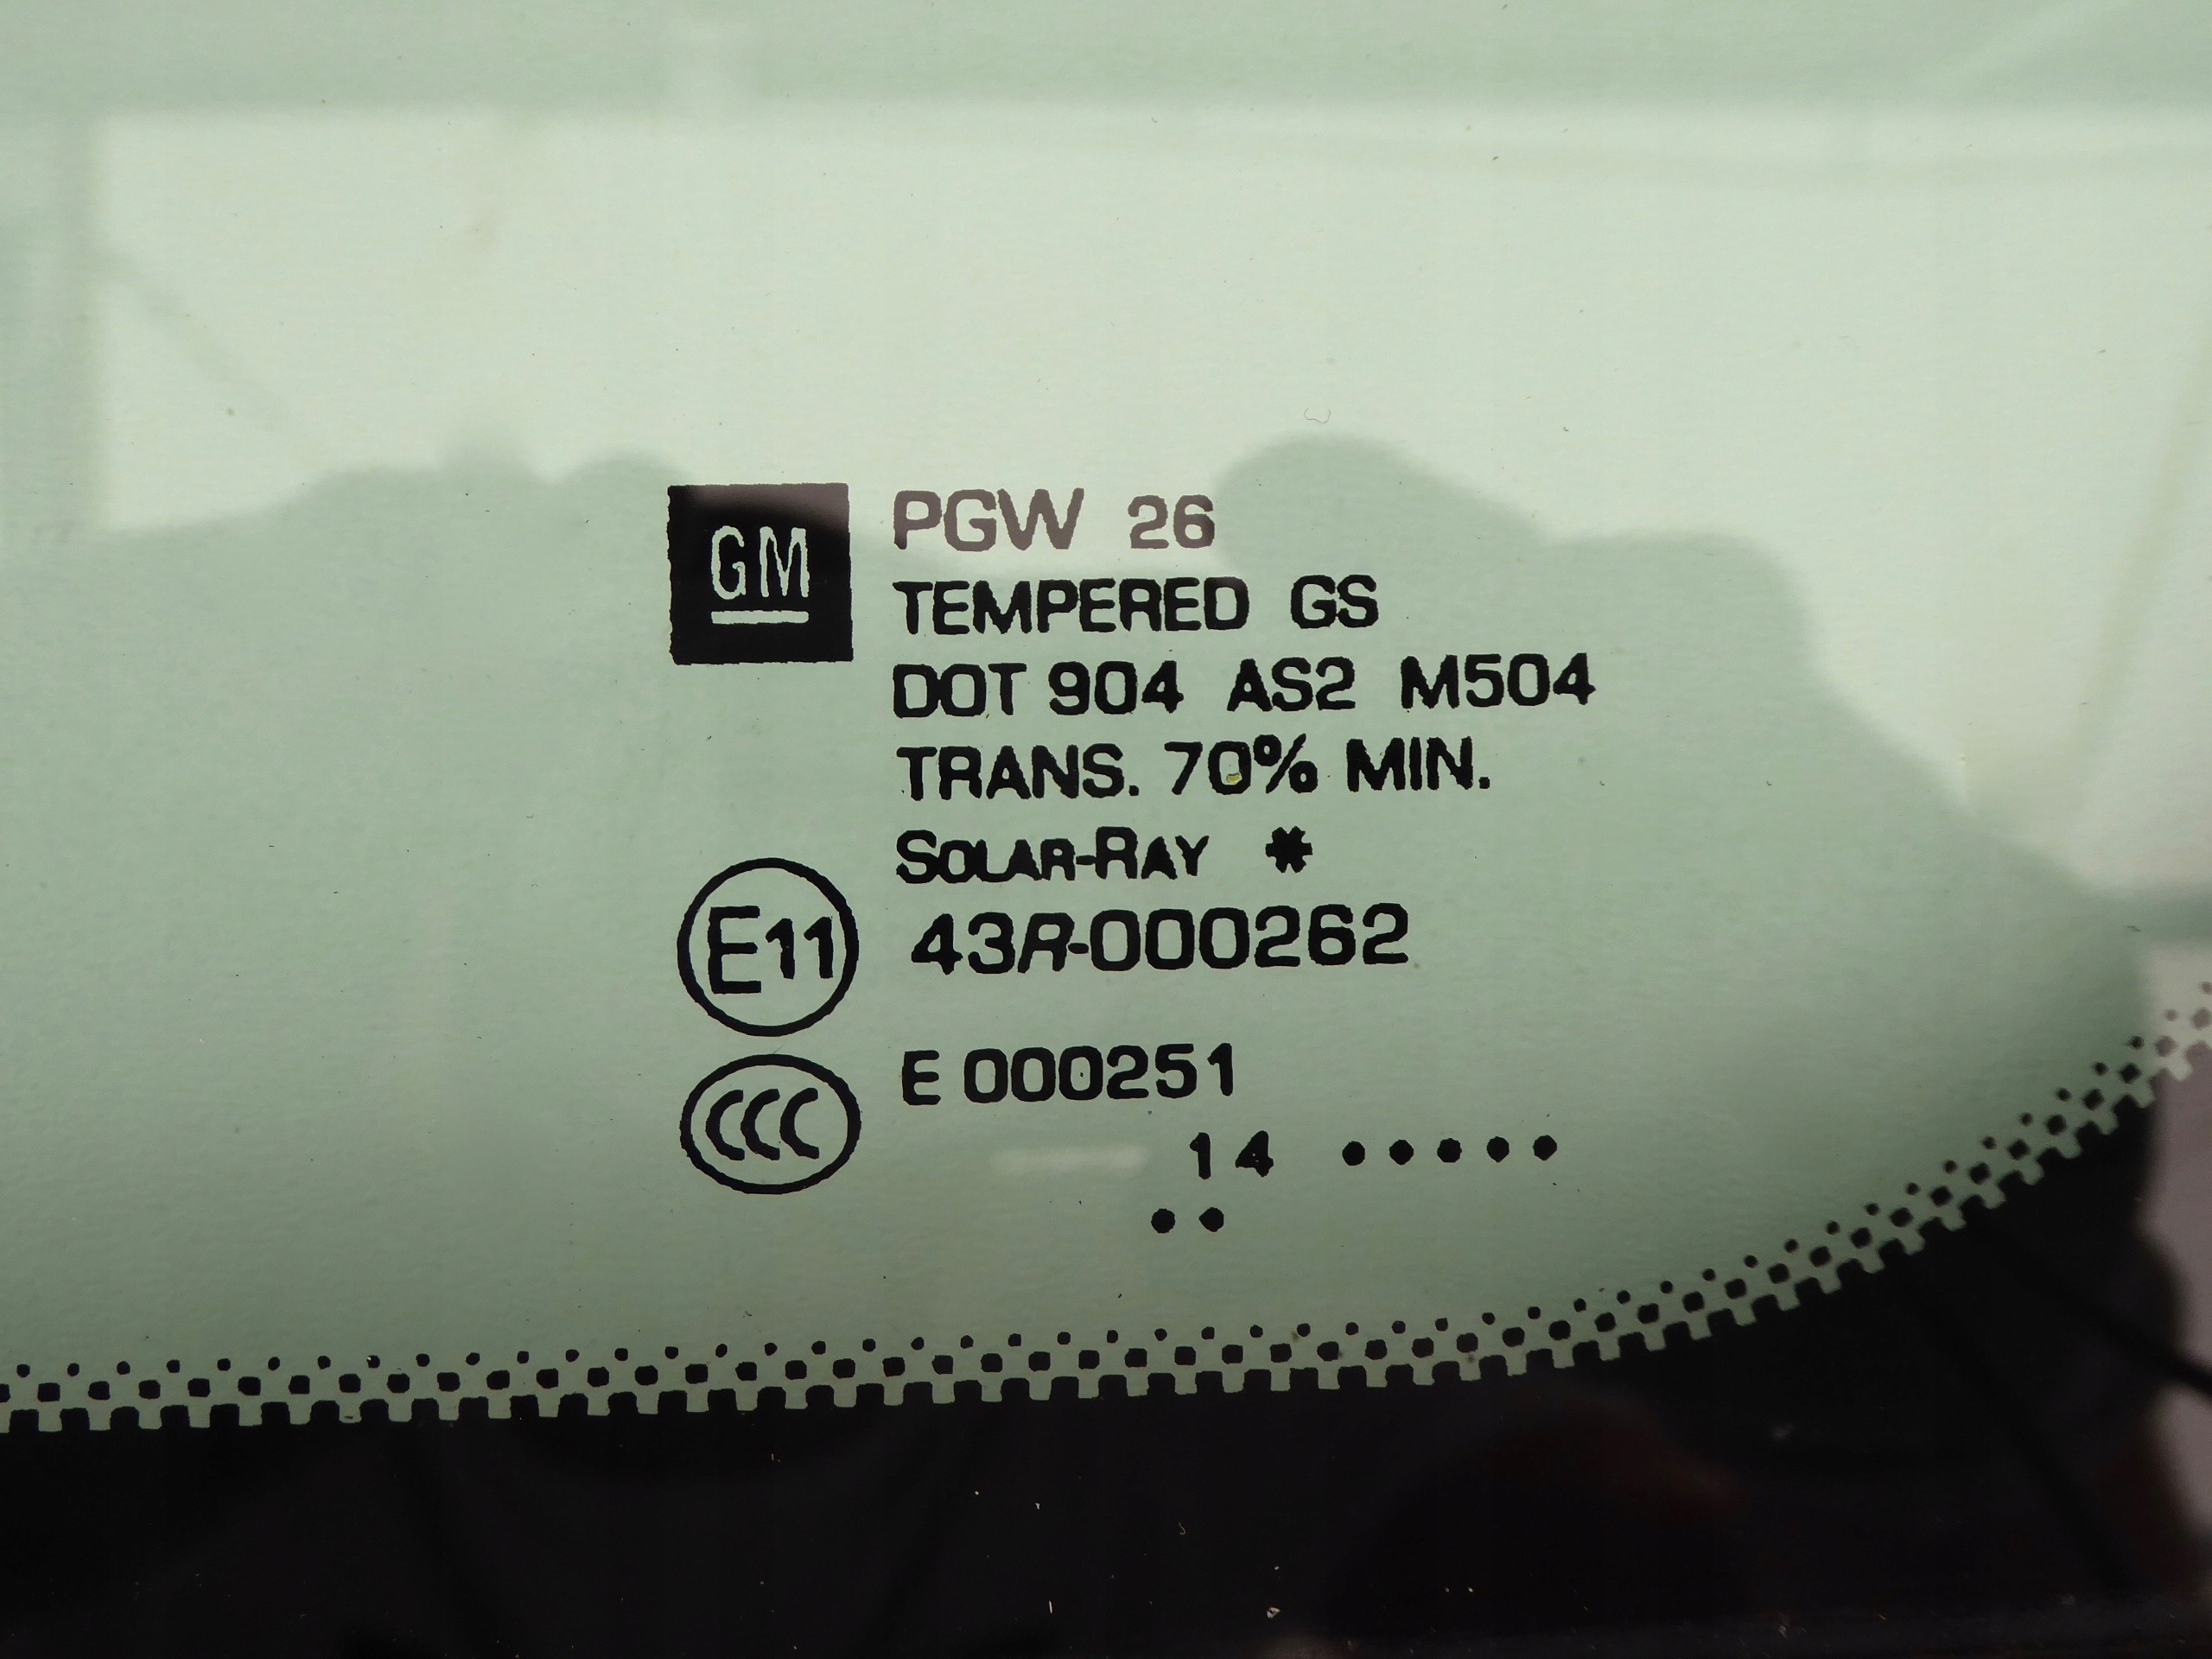 GM
PGW 26
TEMPERED GS
DOT 904 AS2 M504
TRANS. 70% MIN.
SOLAR-RAY *
E11 43R-000262
CCC E 000251
14 •••••
••